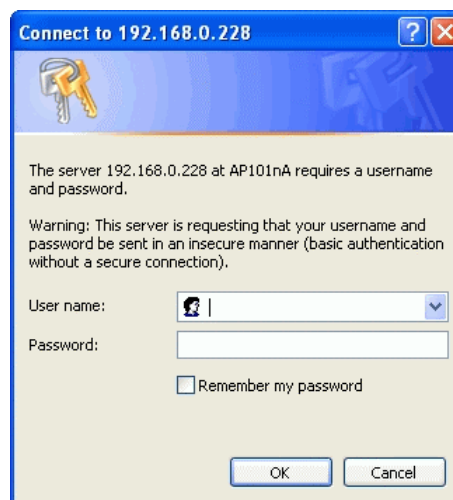 Connect to 192.168.0.228
The server 192.168.0.228 at AP101nA requires a username
and password.
Warning: This server is requesting that your username and
password be sent in an insecure manner (basic authentication
without a secure connection).
User name:
Password:
Remember my password
OK
Cancel